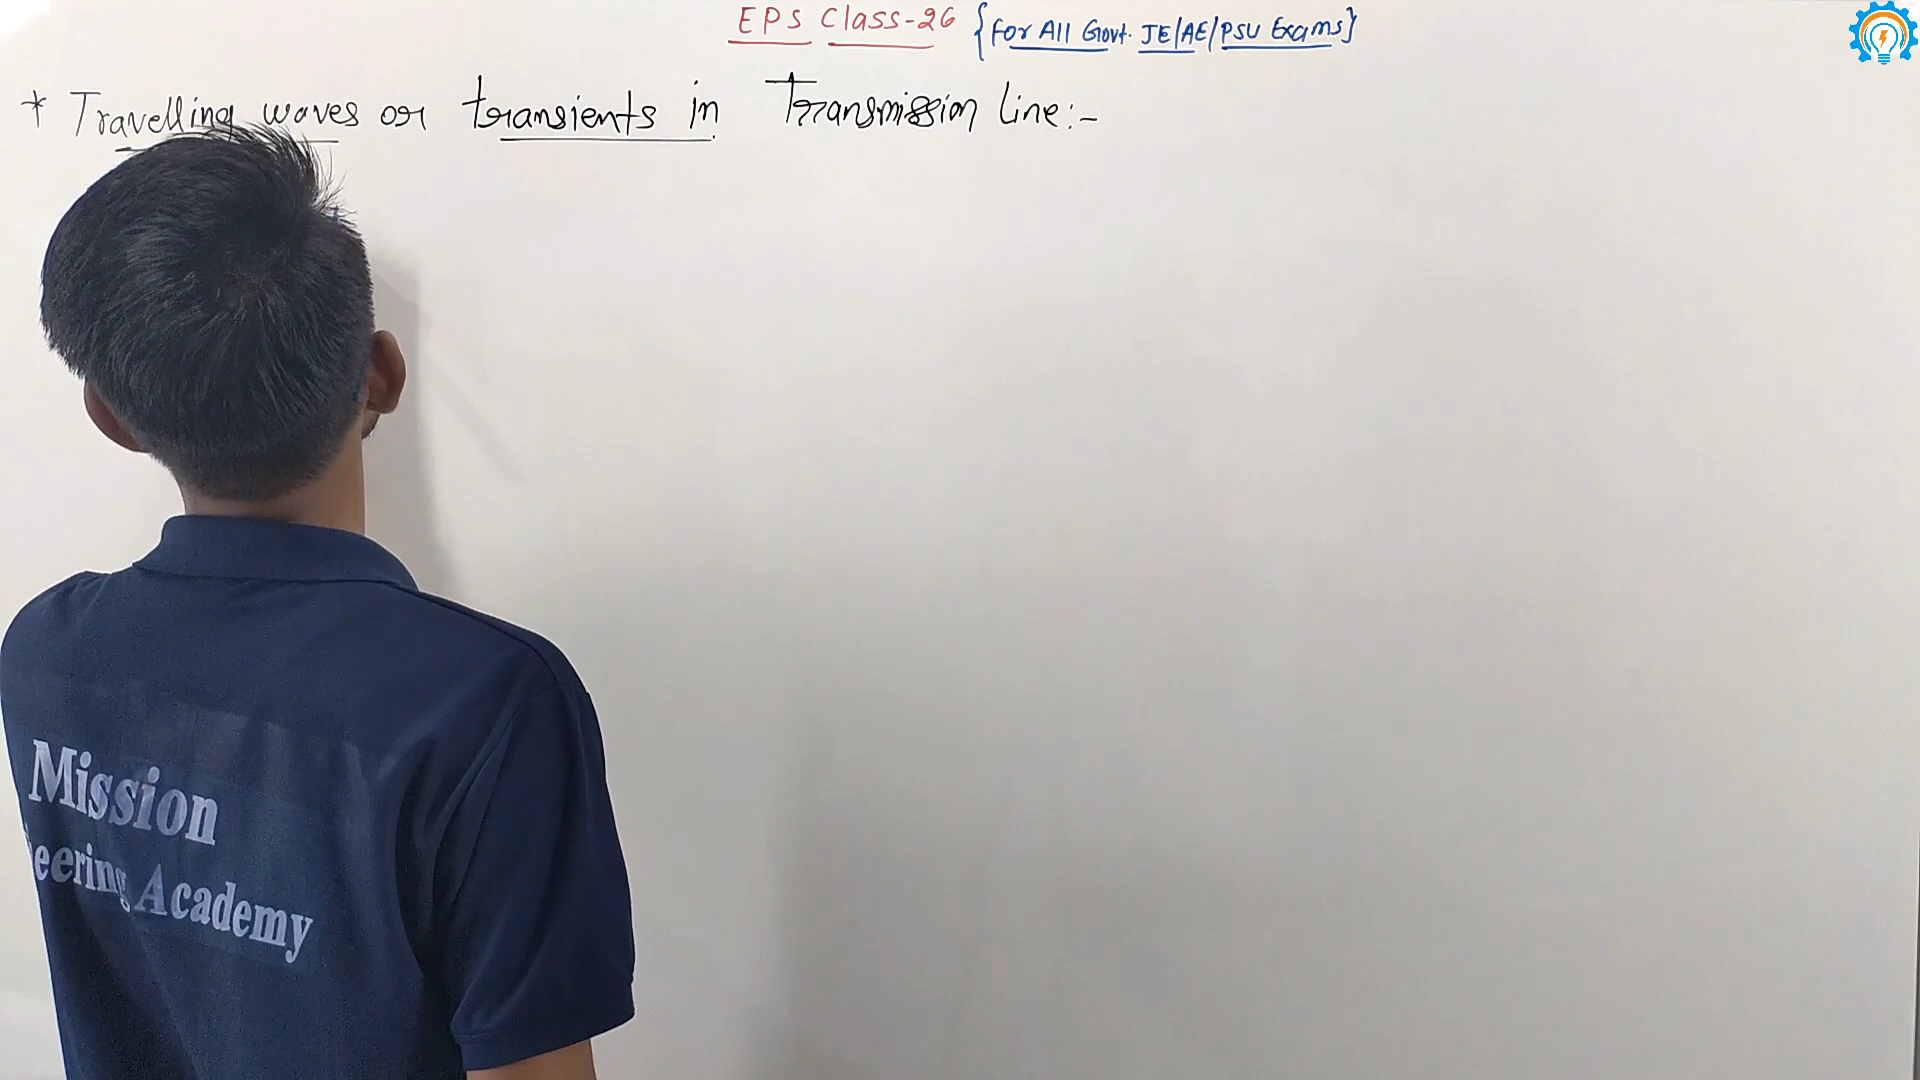 EPS Class-26 {For All Govt. JE/AE/PSU Exams}
* Travelling waves or transients in Transmission line:-
Mission
eering Academy